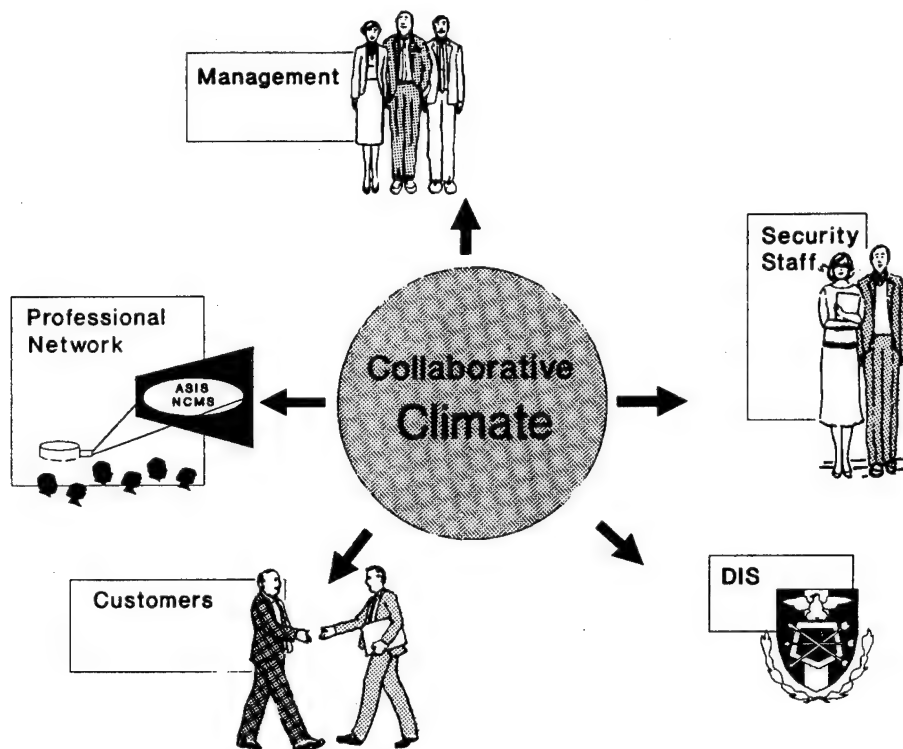 Management
Security
Staff
Professional
Network
ASIS
NCMS
Collaborative
Climate
Customers
DIS